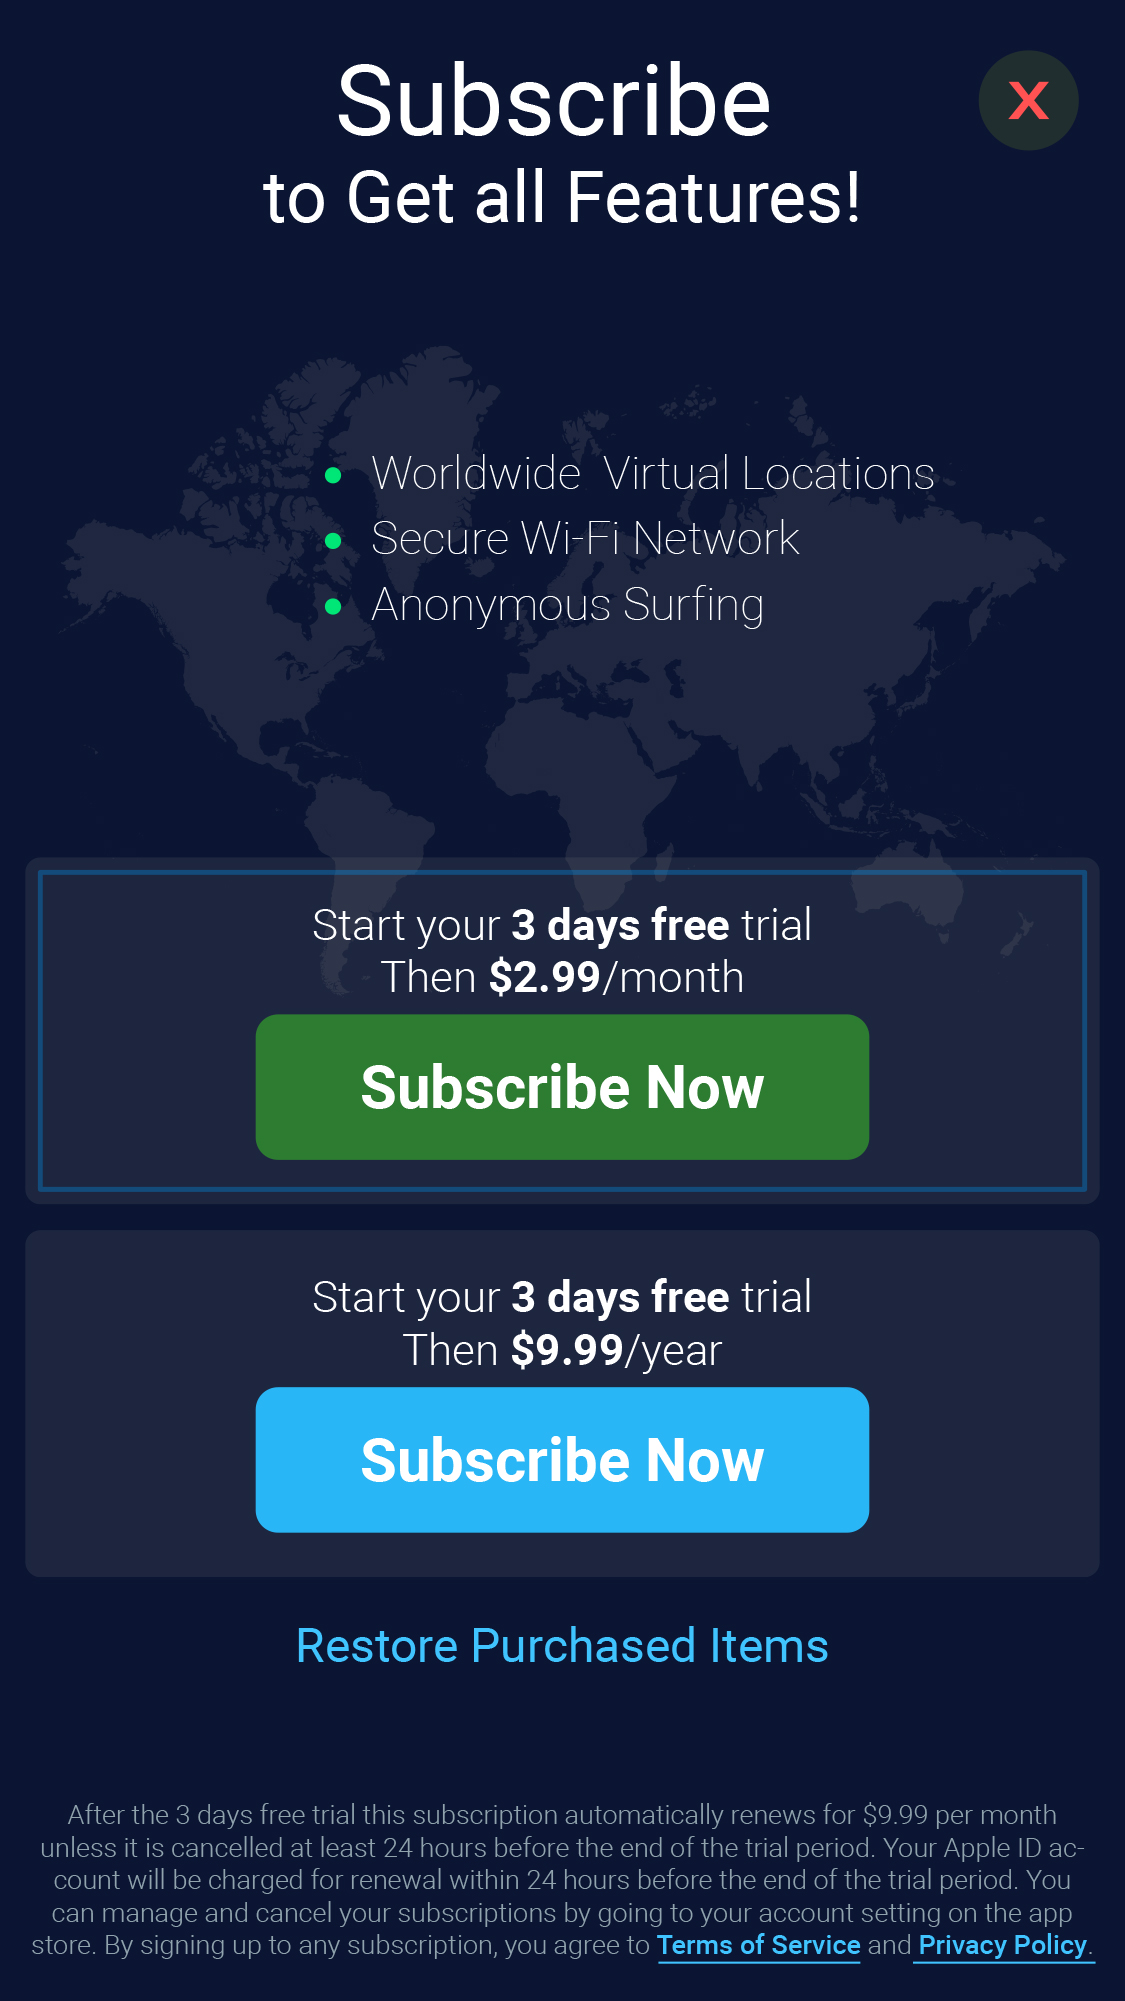 Subscribe
X
to Get all Features!
Worldwide  Virtual Locations
Secure Wi-Fi Network
Anonymous Surfing
Start your 3 days free trial
Then $2.99/month
Subscribe Now
Start your 3 days free trial
Then $9.99/year
Subscribe Now
Restore Purchased Items
After the 3 days free trial this subscription automatically renews for $9.99 per month
unless it is cancelled at least 24 hours before the end of the trial period. Your Apple ID ac-
count will be charged for renewal within 24 hours before the end of the trial period. You
can manage and cancel your subscriptions by going to your account setting on the app
store. By signing up to any subscription, you agree to Terms of Service and Privacy Policy.